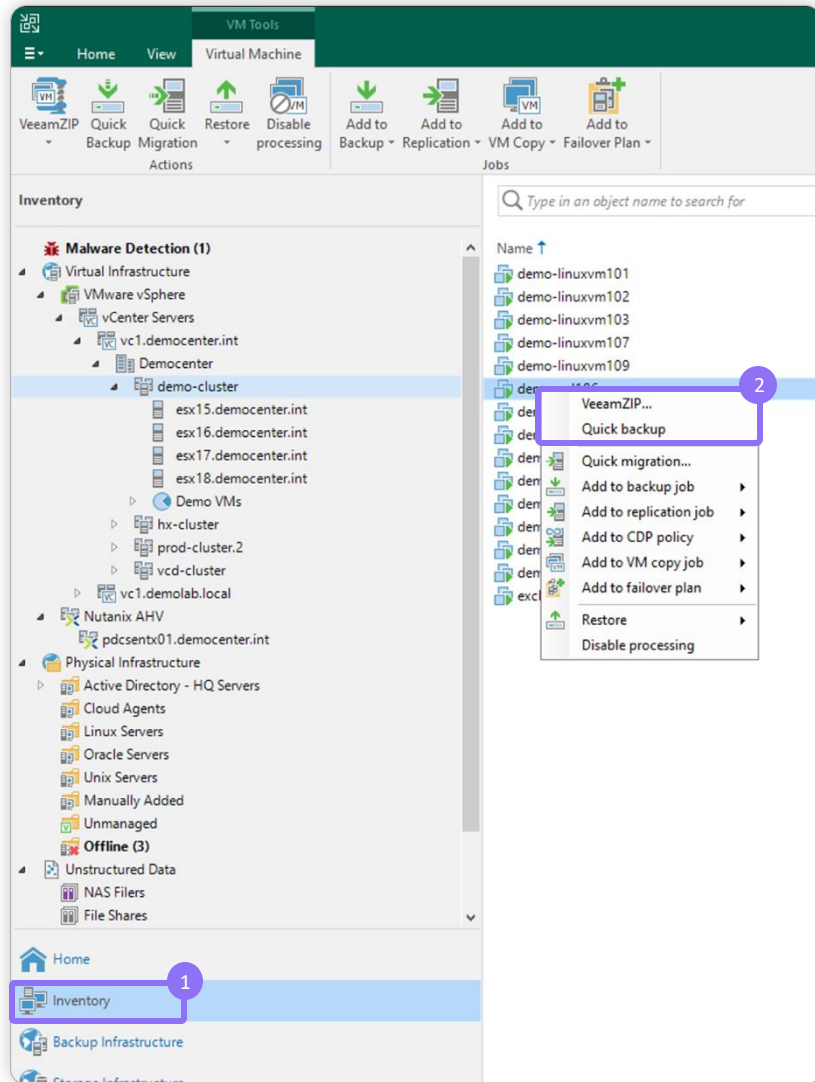 VM Tools
Home View Virtual Machine
VeeamZIP Quick Backup Quick Migration Restore Disable processing Add to Backup Add to Replication Add to VM Copy Add to Failover Plan
Actions Jobs
Inventory
Type in an object name to search for
Malware Detection (1)
Virtual Infrastructure
VMware vSphere
vCenter Servers
vc1.democenter.int
Democenter
demo-cluster
esx15.democenter.int
esx16.democenter.int
esx17.democenter.int
esx18.democenter.int
Demo VMs
hx-cluster
prod-cluster.2
vcd-cluster
vc1.demolab.local
Nutanix AHV
pdcsentx01.democenter.int
Physical Infrastructure
Active Directory - HQ Servers
Cloud Agents
Linux Servers
Oracle Servers
Unix Servers
Manually Added
Unmanaged
Offline (3)
Unstructured Data
NAS Filers
File Shares
Home
1
Inventory
Backup Infrastructure
Name
demo-linuxvm101
demo-linuxvm102
demo-linuxvm103
demo-linuxvm107
demo-linuxvm109
2
VeeamZIP...
Quick backup
Quick migration...
Add to backup job
Add to replication job
Add to CDP policy
Add to VM copy job
Add to failover plan
Restore
Disable processing